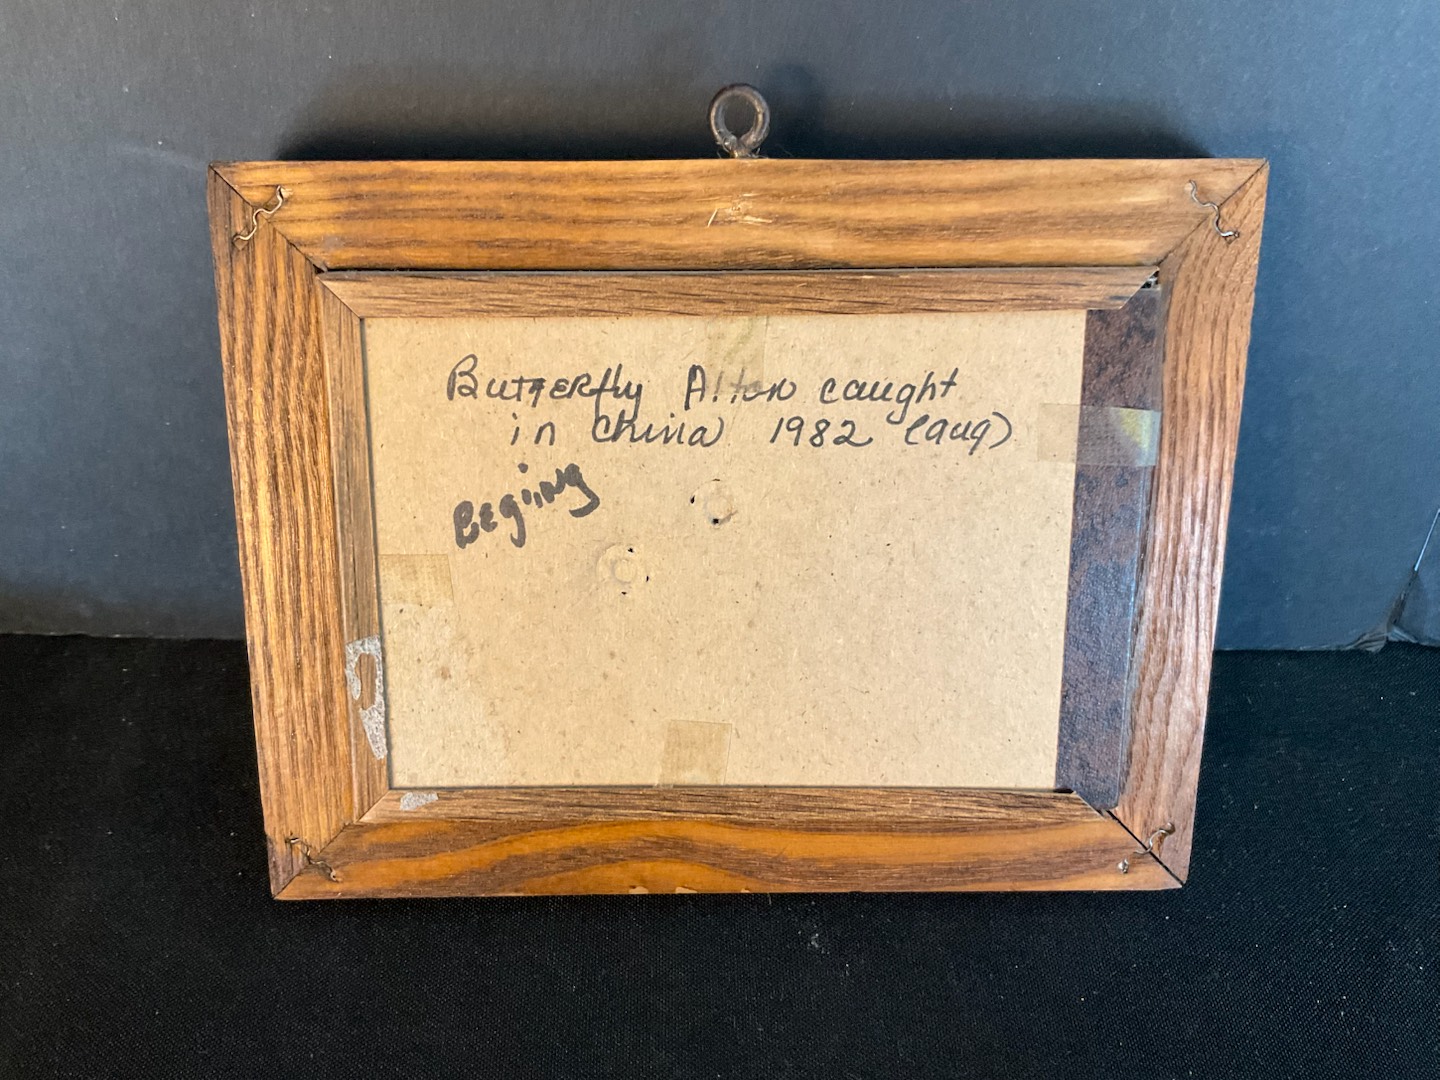 Butterfly Alton caught
in China 1982 (aug)
Begiing